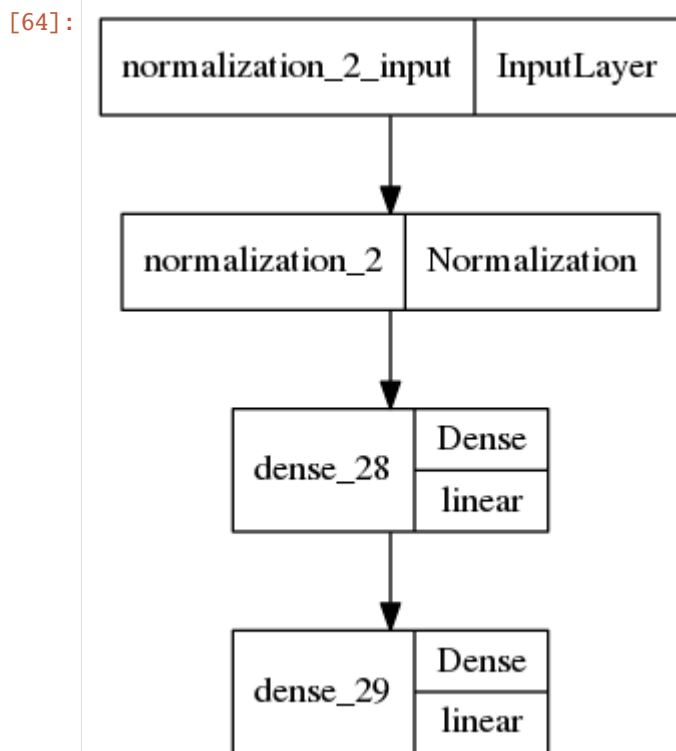 [64]:
normalization_2_input InputLayer
normalization_2 Normalization
dense_28 Dense
linear
dense_29 Dense
linear